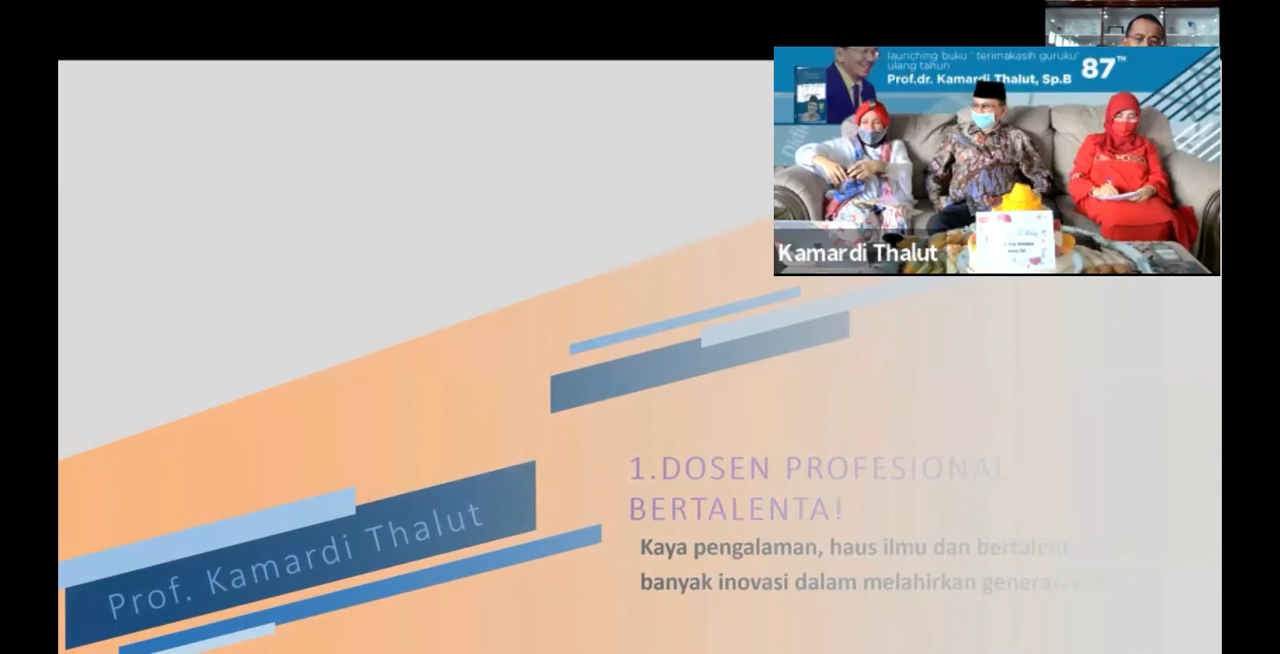 launching buku " terimakasih guruku"
ulang tahun
Prof.dr. Kamardi Thalut, Sp.B
87TH
Kamardi Thalut
Prof. Kamardi Thalut
1.DOSEN PROFESIONAL
BERTALENTA!
Kaya pengalaman, haus ilmu dan
banyak inovasi dalam melahirkan